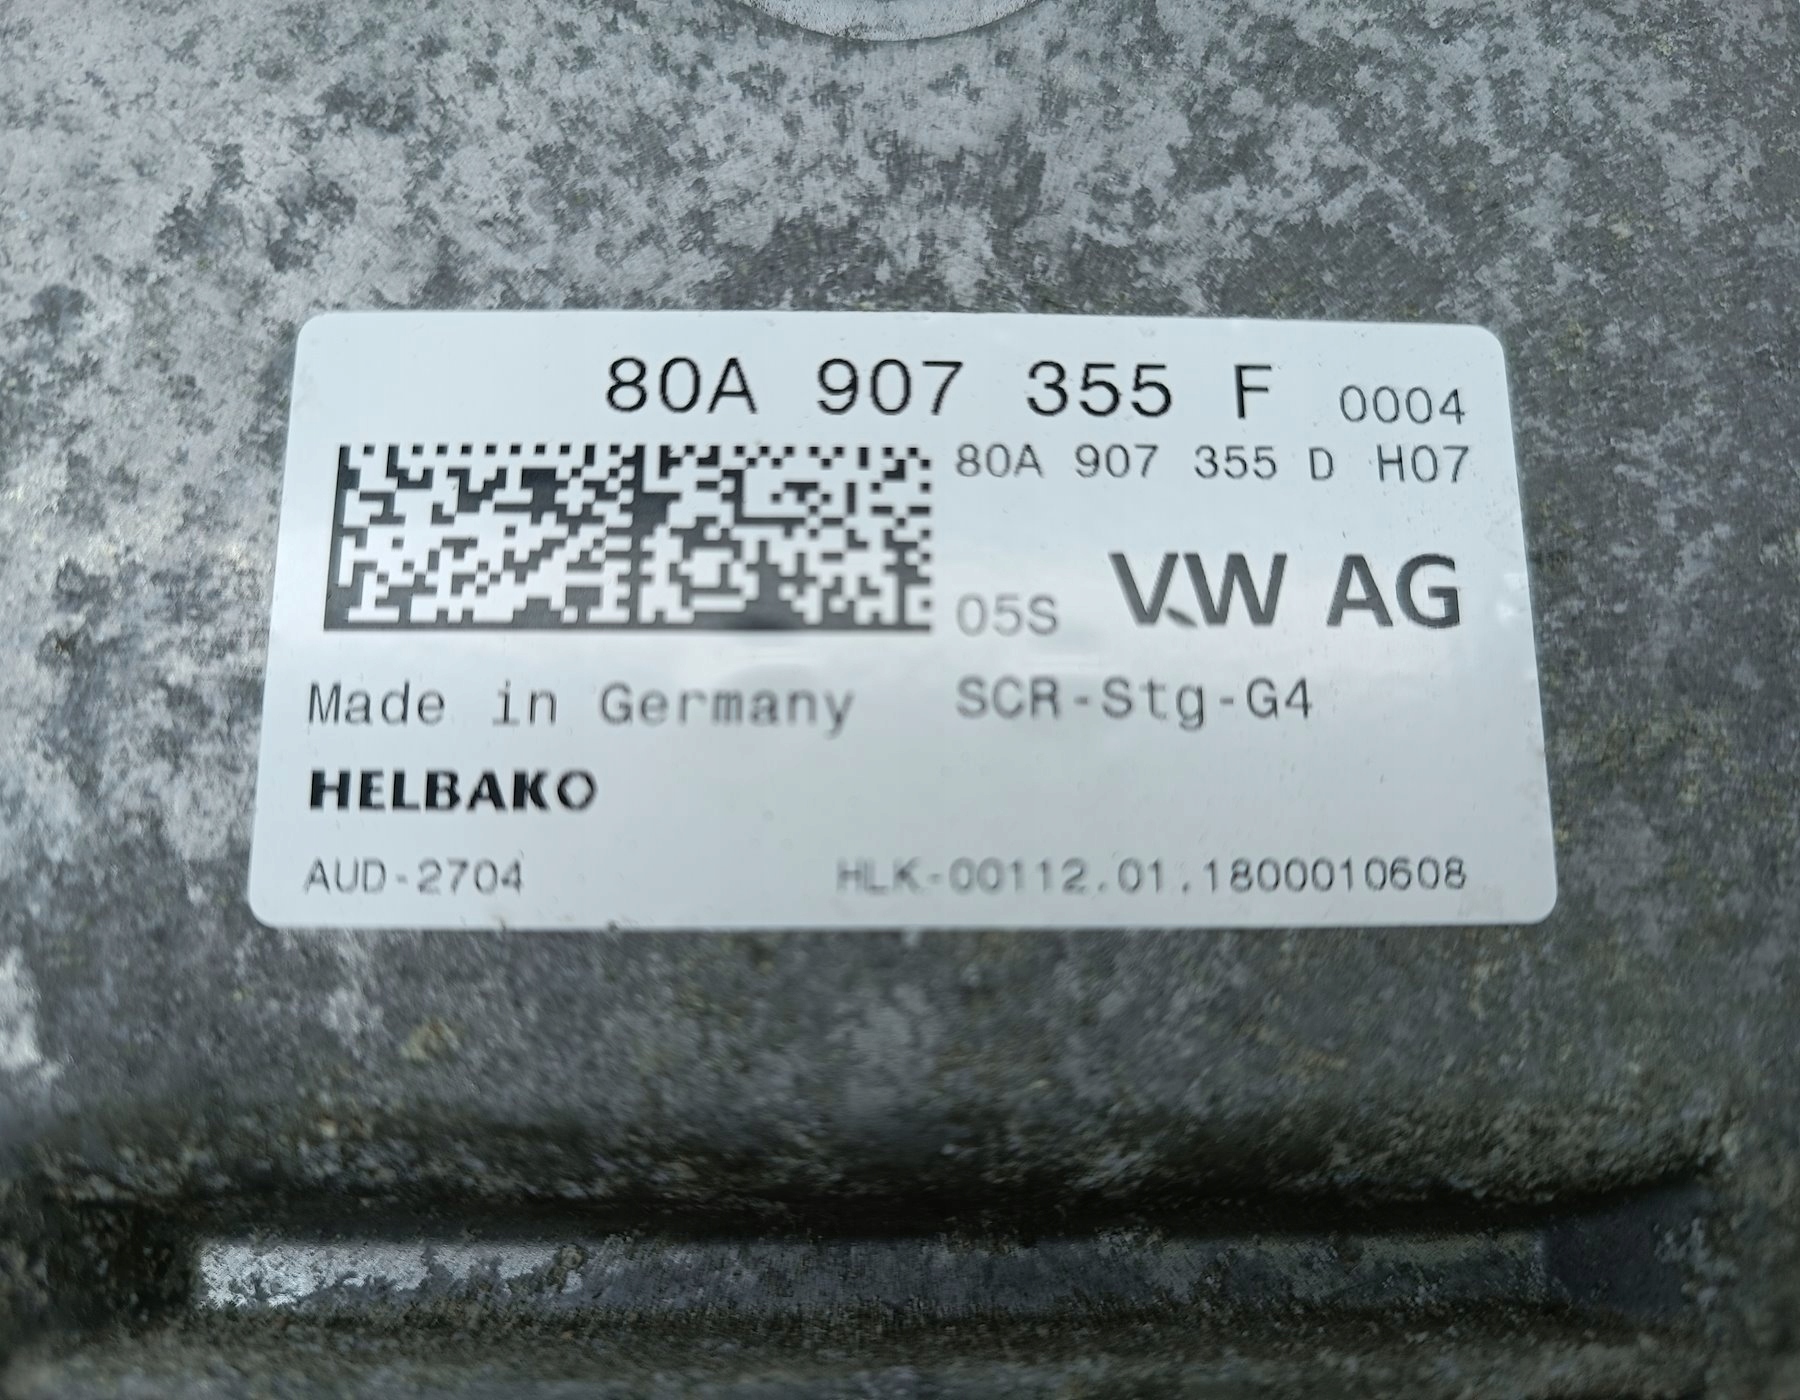 80A 907 355 F 0004
80A 907 355 D H07
05S VW AG
Made in Germany SCR-Stg-G4
HELBAKO
AUD-2704 HLK-00112.01.1800010608